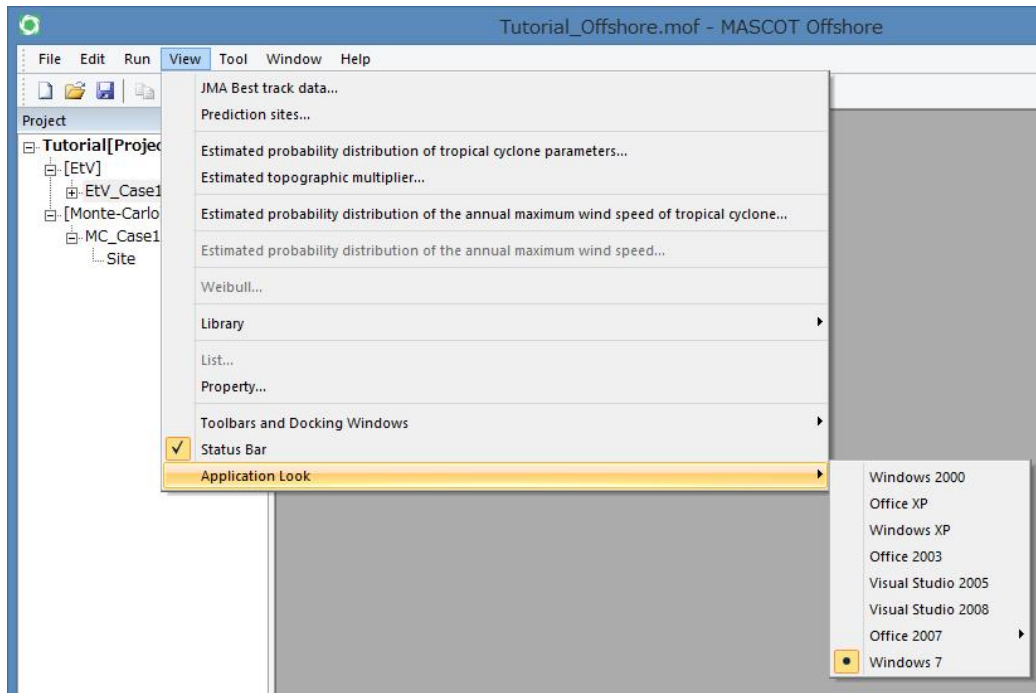 Tutorial_Offshore.mof - MASCOT Offshore
File Edit Run View Tool Window Help
Project
Tutorial[Projec
[EtV]
EtV_Case1
[Monte-Carlo
MC_Case1
Site
JMA Best track data...
Prediction sites...
Estimated probability distribution of tropical cyclone parameters...
Estimated topographic multiplier...
Estimated probability distribution of the annual maximum wind speed of tropical cyclone...
Estimated probability distribution of the annual maximum wind speed...
Weibull...
Library
List...
Property...
Toolbars and Docking Windows
Status Bar
Application Look
Windows 2000
Office XP
Windows XP
Office 2003
Visual Studio 2005
Visual Studio 2008
Office 2007
Windows 7